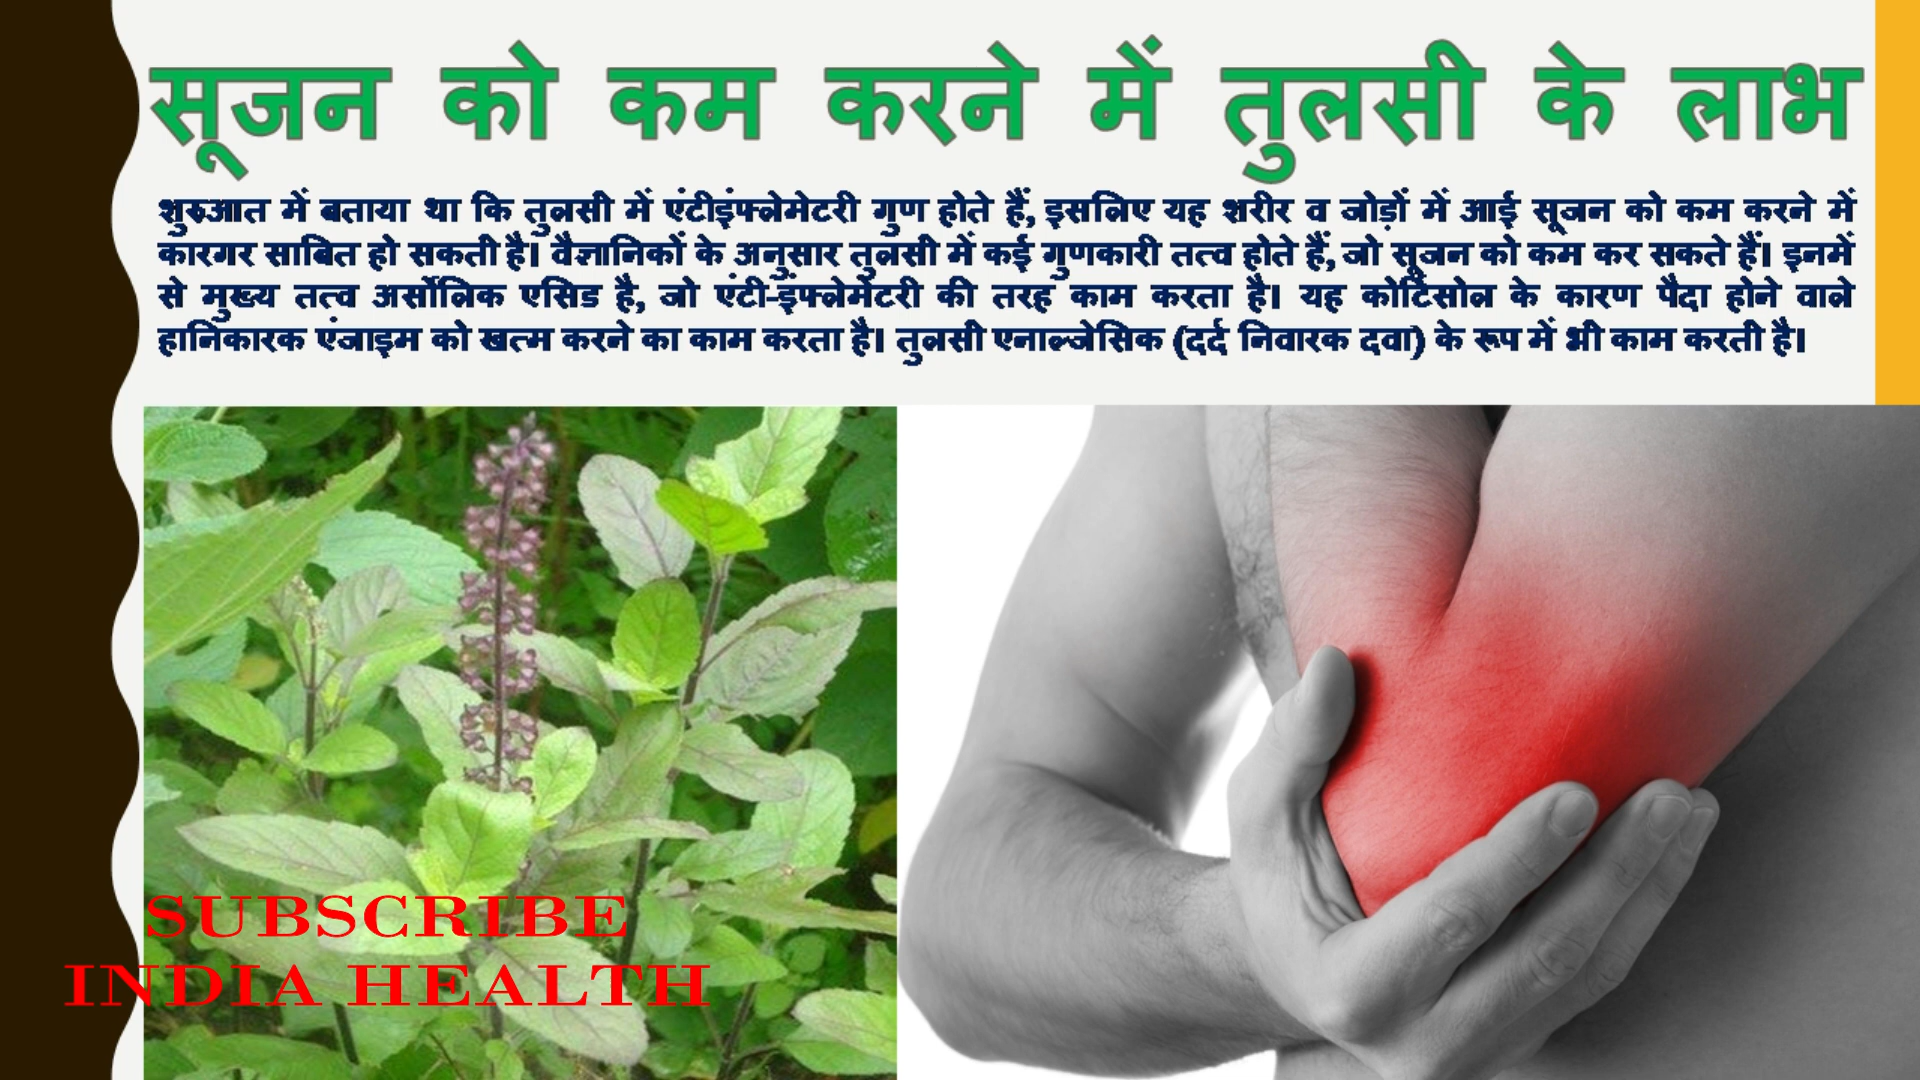 सूजन को कम करने में तुलसी के लाभ
शुरुआत में बताया था कि तुलसी में एंटीइंफ्लेमेटरी गुण होते हैं, इसलिए यह शरीर व जोड़ों में आई सूजन को कम करने में
कारगर साबित हो सकती है। वैज्ञानिकों के अनुसार तुलसी में कई गुणकारी तत्व होते हैं, जो सूजन को कम कर सकते हैं। इनमें
से मुख्य तत्व अर्सोलिक एसिड है, जो एंटी-इंफ्लेमेटरी की तरह काम करता है। यह कोर्टिसोल के कारण पैदा होने वाले
हानिकारक एंजाइम को खत्म करने का काम करता है। तुलसी एनाल्जेसिक (दर्द निवारक दवा) के रूप में भी काम करती है।
SUBSCRIBE
INDIA HEALTH